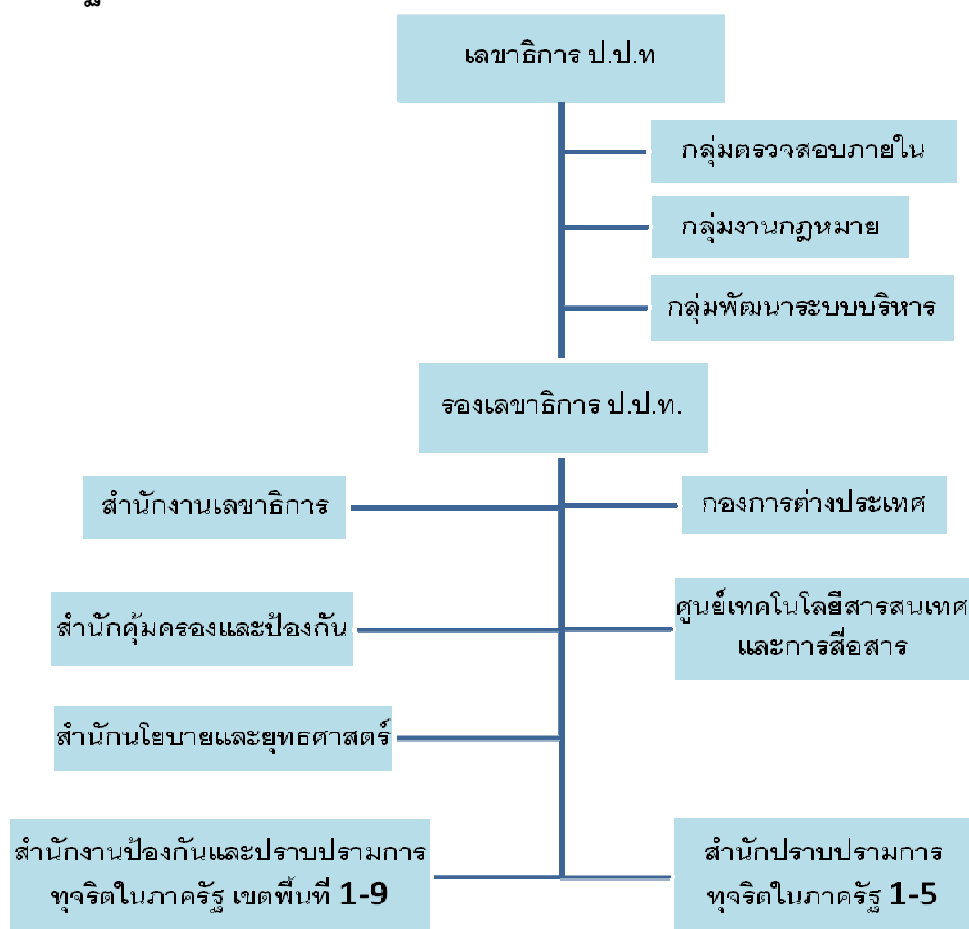 เลขาธิการ ป.ป.ท
กลุ่มตรวจสอบภายใน
กลุ่มงานกฎหมาย
กลุ่มพัฒนาระบบบริหาร
รองเลขาธิการ ป.ป.ท.
สำนักงานเลขาธิการ
กองการต่างประเทศ
สำนักคุ้มครองและป้องกัน
ศูนย์เทคโนโลยีสารสนเทศ
และการสื่อสาร
สำนักนโยบายและยุทธศาสตร์
สำนักงานป้องกันและปราบปรามการ
ทุจริตในภาครัฐ เขตพื้นที่ 1-9
สำนักปราบปรามการ
ทุจริตในภาครัฐ 1-5